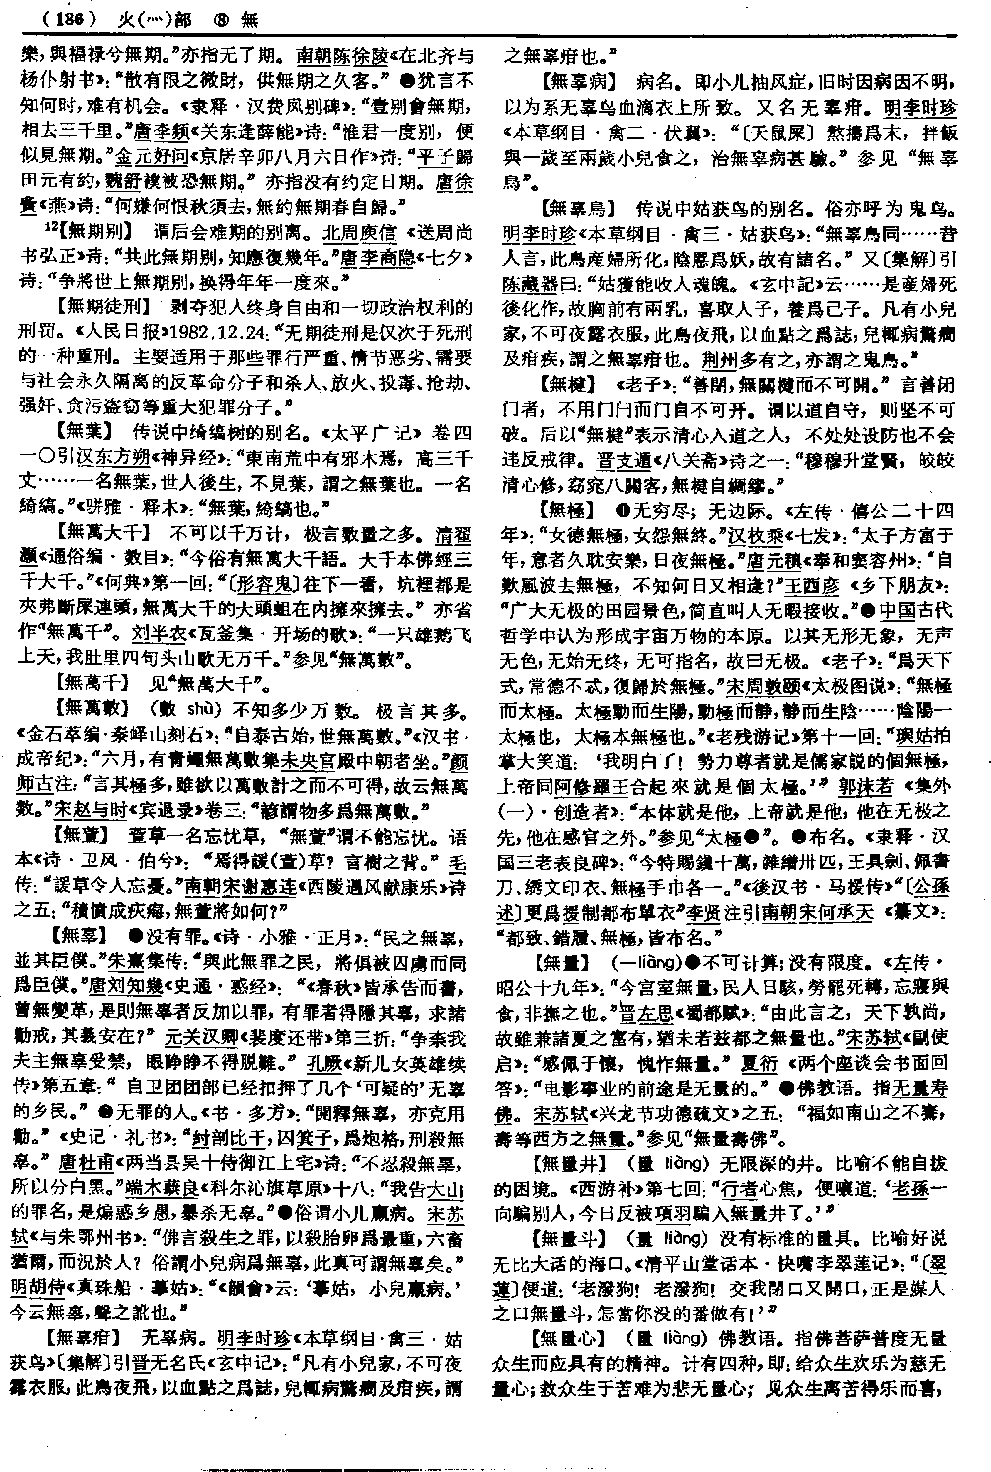 (186) 火(灬)部 ⑧ 無
樂,與福禄兮無期。”亦指无了期。南朝陈徐陵《在北齐与
杨仆射书》:“散有限之微財,供無期之久客。” ❷犹言不
知何时,难有机会。《隶释·汉费凤别碑》:“壹别會無期,
相去三千里。”唐李频《关东逢薛能》诗:“惟君一度别,便
似見無期。”金元好问《京居辛卯八月六日作》诗:“平子歸
田元有約,魏舒襆被恐無期。”亦指没有约定日期。唐徐
夤《燕》诗:“何嫌何恨秋須去,無約無期春自歸。”
12【無期别】 谓后会难期的别离。北周庾信《送周尚
书弘正》诗:“共此無期别,知應復幾年。”唐李商隐《七夕》
诗:“争將世上無期别,换得年年一度來。”
【無期徒刑】 剥夺犯人终身自由和一切政治权利的
刑罚。《人民日报》1982.12.24:“无期徒刑是仅次于死刑
的一种重刑。主要适用于那些罪行严重、情节恶劣、需要
与社会永久隔离的反革命分子和杀人、放火、投毒、抢劫、
强奸、贪污盗窃等重大犯罪分子。”
【無葉】 传说中绮缟树的别名。《太平广记》卷四
一〇引汉东方朔《神异经》:“東南荒中有邪木焉,高三千
丈……一名無葉,世人後生,不見葉,謂之無葉也。一名
綺縞。”《骈雅·释木》:“無葉,綺縞也。”
【無萬大千】 不可以千万计,极言数量之多。清翟
灝《通俗编·数目》:“今俗有無萬大千語。大千本佛經三
千大千。”《何典》第一回:“〔形容鬼〕往下一看,坑裡都是
夾弗斷屎連頭,無萬大千的大頭蛆在内擁來擁去。”亦省
作“無萬千”。刘半农《瓦釜集·开场的歌》:“一只雄鹅飞
上天,我肚里四句头山歌无万千。”参见“無萬數”。
【無萬千】 见“無萬大千”。
【無萬數】 (數 shù) 不知多少万数。极言其多。
《金石萃编·秦峄山刻石》:“自泰古始,世無萬數。”《汉书·
成帝纪》:“六月,有青蠅無萬數集未央宫殿中朝者坐。”颜
师古注:“言其極多,雖欲以萬數計之而不可得,故云無萬
數。”宋赵与时《宾退录》卷三:“諺謂物多爲無萬數。”
【無萱】 萱草一名忘忧草,“無萱”谓不能忘忧。语
本《诗·卫风·伯兮》:“焉得諼(萱)草?言樹之背。”毛
传:“諼草令人忘憂。”南朝宋谢惠连《西陵遇风献康乐》诗
之五:“積憤成疢痗,無萱將如何?”
【無辜】 ❶没有罪。《诗·小雅·正月》:“民之無辜,
並其臣僕。”朱熹集传:“與此無罪之民,將俱被囚虜而同
爲臣僕。”唐刘知幾《史通·惑经》:“《春秋》皆承告而書,
曾無變革,是則無辜者反加以罪,有罪者得隱其辜,求諸
勸戒,其義安在?”元关汉卿《裴度还带》第三折:“争奈我
夫主無辜受禁,眼睁睁不得脱難。”孔厥《新儿女英雄续
传》第五章:“自卫团团部已经扣押了几个‘可疑的’无辜
的乡民。” ❷无罪的人。《书·多方》:“開釋無辜,亦克用
勸。”《史记·礼书》:“紂剖比干,囚箕子,爲炮格,刑殺無
辜。”唐杜甫《两当县吴十侍御江上宅》诗:“不忍殺無辜,
所以分白黑。”端木蕻良《科尔沁旗草原》十八:“我告大山
的罪名,是煽惑乡愚,暴杀无辜。”❸俗谓小儿羸病。宋苏
轼《与朱鄂州书》:“佛言殺生之罪,以殺胎卵爲最重,六畜
猶爾,而況於人?俗謂小兒病爲無辜,此真可謂無辜矣。”
明胡侍《真珠船·摹姑》:“《韻會》云:‘摹姑,小兒羸病。’
今云無辜,聲之訛也。”
【無辜疳】 无辜病。明李时珍《本草纲目·禽三·姑
获鸟》〔集解〕引晋无名氏《玄中记》:“凡有小兒家,不可夜
露衣服,此鳥夜飛,以血點之爲誌,兒輒病驚癇及疳疾,謂
之無辜疳也。”
【無辜病】 病名。即小儿抽风症,旧时因病因不明,
以为系无辜鸟血滴衣上所致。又名无辜疳。明李时珍
《本草纲目·禽二·伏翼》:“〔天鼠屎〕熬擣爲末,拌飯
與一歲至兩歲小兒食之,治無辜病甚驗。”参见“無辜
鳥”。
【無辜鳥】 传说中姑获鸟的别名。俗亦呼为鬼鸟。
明李时珍《本草纲目·禽三·姑获鸟》:“無辜鳥同……昔
人言,此鳥産婦所化,陰慝爲妖,故有諸名。”又〔集解〕引
陈藏器曰:“姑獲能收人魂魄。《玄中記》云……是産婦死
後化作,故胸前有兩乳,喜取人子,養爲己子。凡有小兒
家,不可夜露衣服,此鳥夜飛,以血點之爲誌,兒輒病驚癇
及疳疾,謂之無辜疳也。荆州多有之,亦謂之鬼鳥。”
【無楗】 《老子》:“善閉,無關楗而不可開。”言善闭
门者,不用门闩而门自不可开。谓以道自守,则坚不可
破。后以“無楗”表示清心入道之人,不处处设防也不会
违反戒律。晋支遁《八关斋》诗之一:“穆穆升堂賢,皎皎
清心修,窈窕八關客,無楗自綢繆。”
【無極】 ❶无穷尽;无边际。《左传·僖公二十四
年》:“女德無極,女怨無終。”汉枚乘《七发》:“太子方富于
年,意者久耽安樂,日夜無極。”唐元稹《奉和窦容州》:“自
歎風波去無極,不知何日又相逢?”王西彦《乡下朋友》:
“广大无极的田园景色,简直叫人无暇接收。”❷中国古代
哲学中认为形成宇宙万物的本原。以其无形无象,无声
无色,无始无终,无可指名,故曰无极。《老子》:“爲天下
式,常德不忒,復歸於無極。”宋周敦颐《太极图说》:“無極
而太極。太極動而生陽,動極而静,静而生陰……陰陽一
太極也,太極本無極也。”《老残游记》第十一回:“璵姑拍
掌大笑道:‘我明白了!勢力尊者就是儒家説的個無極,
上帝同阿修羅王合起來就是個太極。’”郭沫若《集外
(一)·创造者》:“本体就是他,上帝就是他,他在无极之
先,他在感官之外。”参见“太極❶”。❸布名。《隶释·汉
国三老袁良碑》:“今特賜錢十萬,雜繒卅匹,玉具劍、佩書
刀、綉文印衣、無極手巾各一。”《後汉书·马援传》“〔公孫
述〕更爲援制都布單衣”李贤注引南朝宋何承天《纂文》:
“都致、錯履、無極,皆布名。”
【無量】 (—liàng)❶不可计算;没有限度。《左传·
昭公十九年》:“今宫室無量,民人日駭,勞罷死轉,忘寢與
食,非撫之也。”晋左思《蜀都赋》:“由此言之,天下孰尚,
故雖兼諸夏之富有,猶未若兹都之無量也。”宋苏轼《副使
启》:“感佩于懷,愧怍無量。”夏衍《两个座谈会书面回
答》:“电影事业的前途是无量的。” ❷佛教语。指无量寿
佛。宋苏轼《兴龙节功德疏文》之五:“福如南山之不騫,
壽等西方之無量。”参见“無量壽佛”。
【無量井】 (量 liàng) 无限深的井。比喻不能自拔
的困境。《西游补》第七回:“行者心焦,便嚷道:‘老孫一
向騙别人,今日反被項羽騙入無量井了。’”
【無量斗】 (量 liàng) 没有标准的量具。比喻好说
无比大话的海口。《清平山堂话本·快嘴李翠莲记》:“〔翠
蓮〕便道:‘老潑狗!老潑狗!交我閉口又開口,正是媒人
之口無量斗,怎當你没的番做有!’”
【無量心】 (量 liàng) 佛教语。指佛菩萨普度无量
众生而应具有的精神。计有四种,即:给众生欢乐为慈无
量心;救众生于苦难为悲无量心;见众生离苦得乐而喜,